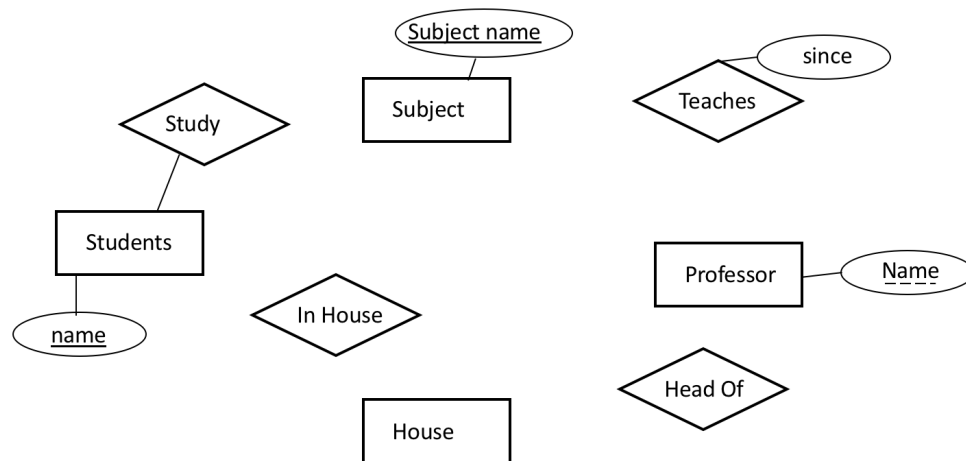 Subject name
since
Subject
Teaches
Study
Students
Professor
Name
In House
name
Head Of
House